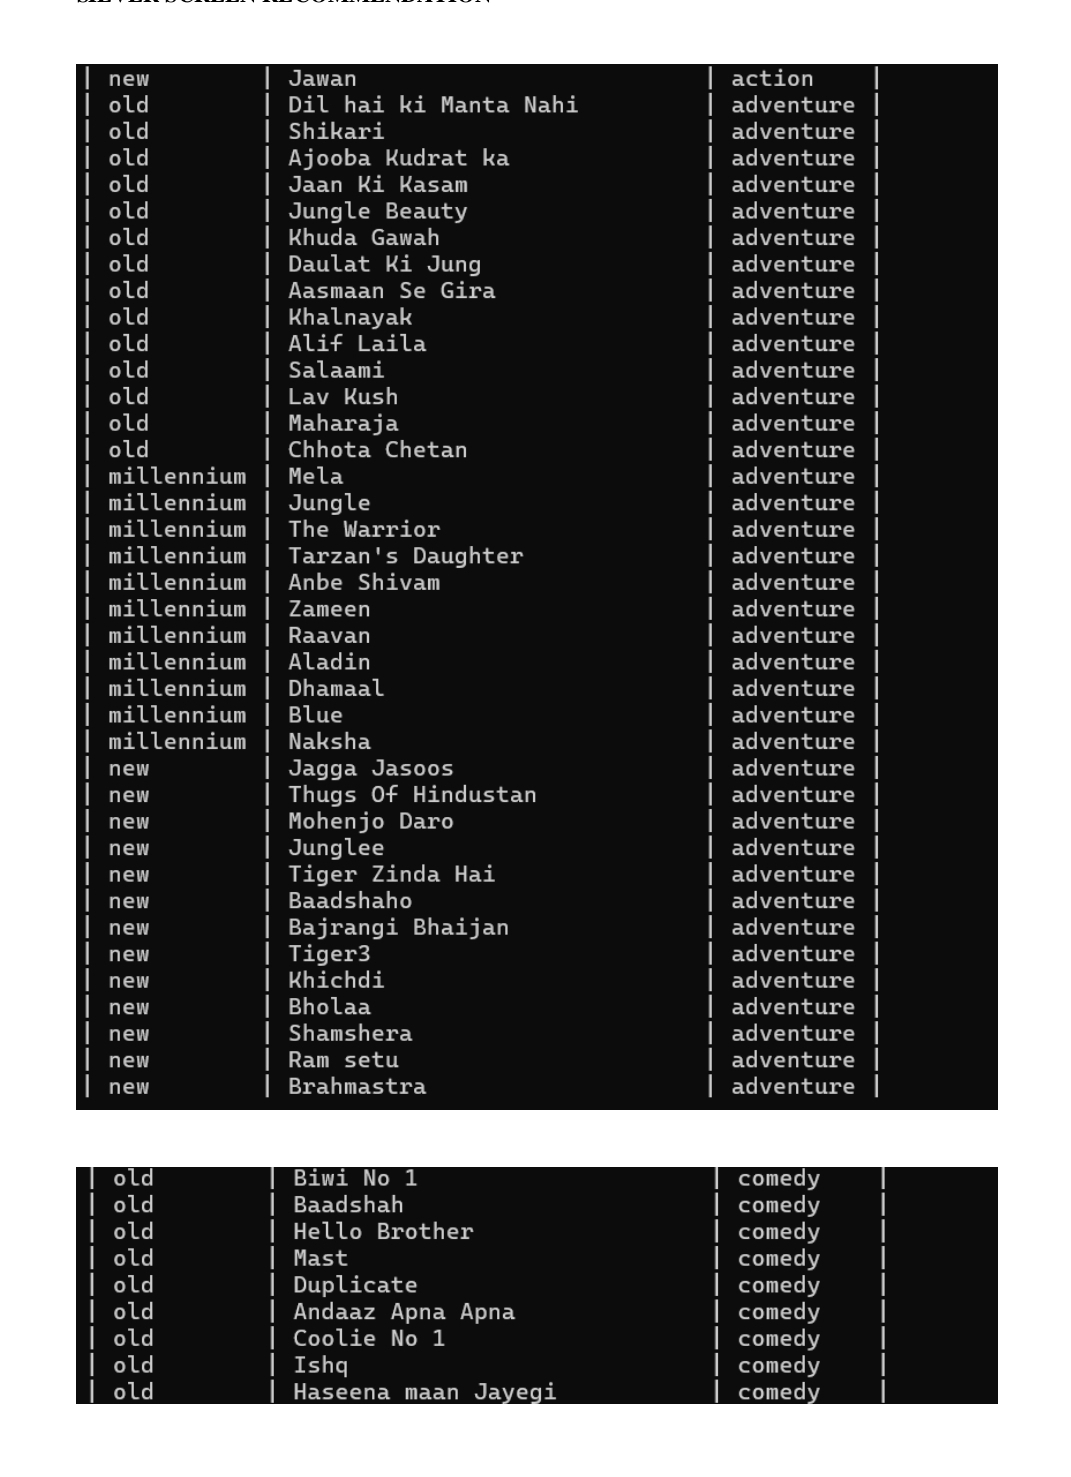 SILVER SCREEN RECOMMENDATION
| new | Jawan | action |
| old | Dil hai ki Manta Nahi | adventure |
| old | Shikari | adventure |
| old | Ajooba Kudrat ka | adventure |
| old | Jaan Ki Kasam | adventure |
| old | Jungle Beauty | adventure |
| old | Khuda Gawah | adventure |
| old | Daulat Ki Jung | adventure |
| old | Aasmaan Se Gira | adventure |
| old | Khalnayak | adventure |
| old | Alif Laila | adventure |
| old | Salaami | adventure |
| old | Lav Kush | adventure |
| old | Maharaja | adventure |
| old | Chhota Chetan | adventure |
| millennium | Mela | adventure |
| millennium | Jungle | adventure |
| millennium | The Warrior | adventure |
| millennium | Tarzan's Daughter | adventure |
| millennium | Anbe Shivam | adventure |
| millennium | Zameen | adventure |
| millennium | Raavan | adventure |
| millennium | Aladin | adventure |
| millennium | Dhamaal | adventure |
| millennium | Blue | adventure |
| millennium | Naksha | adventure |
| new | Jagga Jasoos | adventure |
| new | Thugs Of Hindustan | adventure |
| new | Mohenjo Daro | adventure |
| new | Junglee | adventure |
| new | Tiger Zinda Hai | adventure |
| new | Baadshaho | adventure |
| new | Bajrangi Bhaijan | adventure |
| new | Tiger3 | adventure |
| new | Khichdi | adventure |
| new | Bholaa | adventure |
| new | Shamshera | adventure |
| new | Ram setu | adventure |
| new | Brahmastra | adventure |
| old | Biwi No 1 | comedy |
| old | Baadshah | comedy |
| old | Hello Brother | comedy |
| old | Mast | comedy |
| old | Duplicate | comedy |
| old | Andaaz Apna Apna | comedy |
| old | Coolie No 1 | comedy |
| old | Ishq | comedy |
| old | Haseena maan Jayegi | comedy |